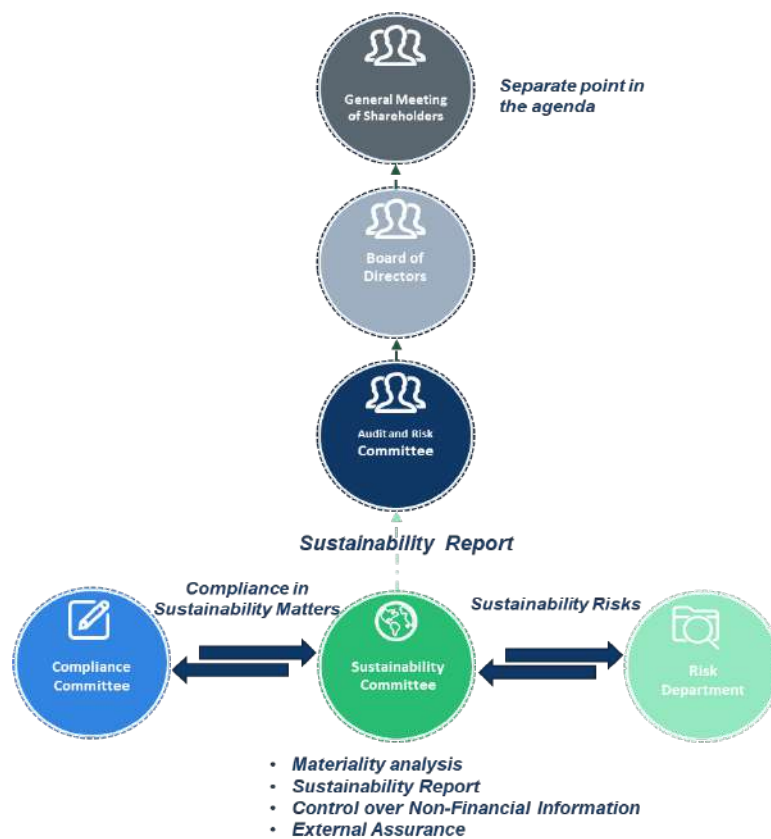 General Meeting
of Shareholders
Separate point in
the agenda
Board of
Directors
Audit and Risk
Committee
Sustainability Report
Compliance in
Sustainability Matters
Sustainability Risks
Compliance
Committee
Sustainability
Committee
Risk
Department
• Materiality analysis
• Sustainability Report
• Control over Non-Financial Information
• External Assurance